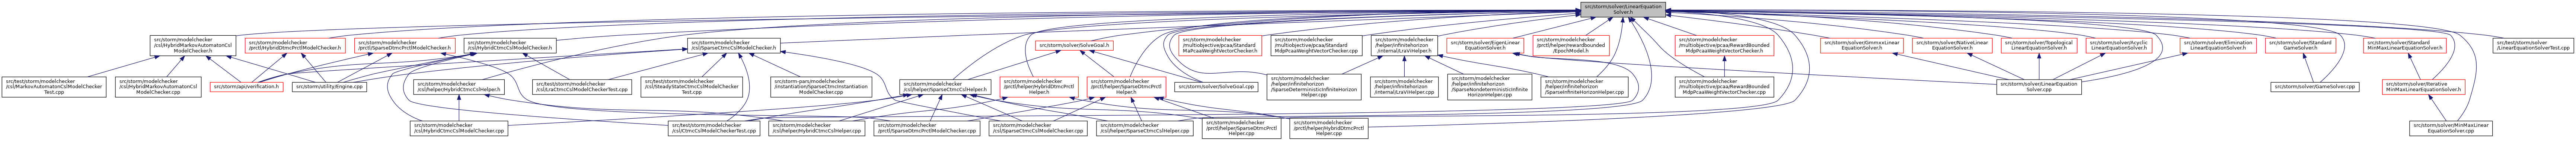 src/storm/solver/LinearEquation
Solver.h
src/storm/modelchecker
/csl/HybridMarkovAutomatonCsl
ModelChecker.h
src/storm/modelchecker
/prctl/HybridDtmcPrctlModelChecker.h
src/storm/modelchecker
/prctl/SparseDtmcPrctlModelChecker.h
src/storm/modelchecker
/csl/HybridCtmcCslModelChecker.h
src/storm/modelchecker
/csl/SparseCtmcCslModelChecker.h
src/storm/solver/SolveGoal.h
src/storm/modelchecker
/multiobjective/pcaa/Standard
MaPcaaWeightVectorChecker.h
src/storm/modelchecker
/multiobjective/pcaa/Standard
MdpPcaaWeightVectorChecker.cpp
src/storm/modelchecker
/helper/infinitehorizon
/internal/LraViHelper.h
src/storm/solver/EigenLinear
EquationSolver.h
src/storm/modelchecker
/prctl/helper/rewardbounded
/EpochModel.h
src/storm/modelchecker
/multiobjective/pcaa/RewardBounded
MdpPcaaWeightVectorChecker.h
src/storm/solver/GmmxxLinear
EquationSolver.h
src/storm/solver/NativeLinear
EquationSolver.h
src/storm/solver/Topological
LinearEquationSolver.h
src/storm/solver/Acyclic
LinearEquationSolver.h
src/storm/solver/Elimination
LinearEquationSolver.h
src/storm/solver/Standard
GameSolver.h
src/storm/solver/Standard
MinMaxLinearEquationSolver.h
src/test/storm/solver
/LinearEquationSolverTest.cpp
src/test/storm/modelchecker
/csl/MarkovAutomatonCslModelChecker
Test.cpp
src/storm/modelchecker
/csl/HybridMarkovAutomatonCsl
ModelChecker.cpp
src/storm/api/verification.h
src/storm/utility/Engine.cpp
src/storm/modelchecker
/csl/helper/HybridCtmcCslHelper.h
src/test/storm/modelchecker
/csl/LraCtmcCslModelCheckerTest.cpp
src/test/storm/modelchecker
/csl/SteadyStateCtmcCslModelChecker
Test.cpp
src/storm-pars/modelchecker
/instantiation/SparseCtmcInstantiation
ModelChecker.cpp
src/storm/modelchecker
/csl/helper/SparseCtmcCslHelper.h
src/storm/modelchecker
/prctl/helper/HybridDtmcPrctl
Helper.h
src/storm/modelchecker
/prctl/helper/SparseDtmcPrctl
Helper.h
src/storm/solver/SolveGoal.cpp
src/storm/modelchecker
/helper/infinitehorizon
/SparseDeterministicInfiniteHorizon
Helper.cpp
src/storm/modelchecker
/helper/infinitehorizon
/internal/LraViHelper.cpp
src/storm/modelchecker
/helper/infinitehorizon
/SparseNondeterministicInfinite
HorizonHelper.cpp
src/storm/modelchecker
/helper/infinitehorizon
/SparseInfiniteHorizonHelper.cpp
src/storm/modelchecker
/multiobjective/pcaa/RewardBounded
MdpPcaaWeightVectorChecker.cpp
src/storm/solver/LinearEquation
Solver.cpp
src/storm/solver/GameSolver.cpp
src/storm/solver/Iterative
MinMaxLinearEquationSolver.h
src/storm/modelchecker
/csl/HybridCtmcCslModelChecker.cpp
src/test/storm/modelchecker
/csl/CtmcCslModelCheckerTest.cpp
src/storm/modelchecker
/csl/helper/HybridCtmcCslHelper.cpp
src/storm/modelchecker
/prctl/SparseDtmcPrctlModelChecker.cpp
src/storm/modelchecker
/csl/SparseCtmcCslModelChecker.cpp
src/storm/modelchecker
/csl/helper/SparseCtmcCslHelper.cpp
src/storm/modelchecker
/prctl/helper/SparseDtmcPrctl
Helper.cpp
src/storm/modelchecker
/prctl/helper/HybridDtmcPrctl
Helper.cpp
src/storm/solver/MinMaxLinear
EquationSolver.cpp